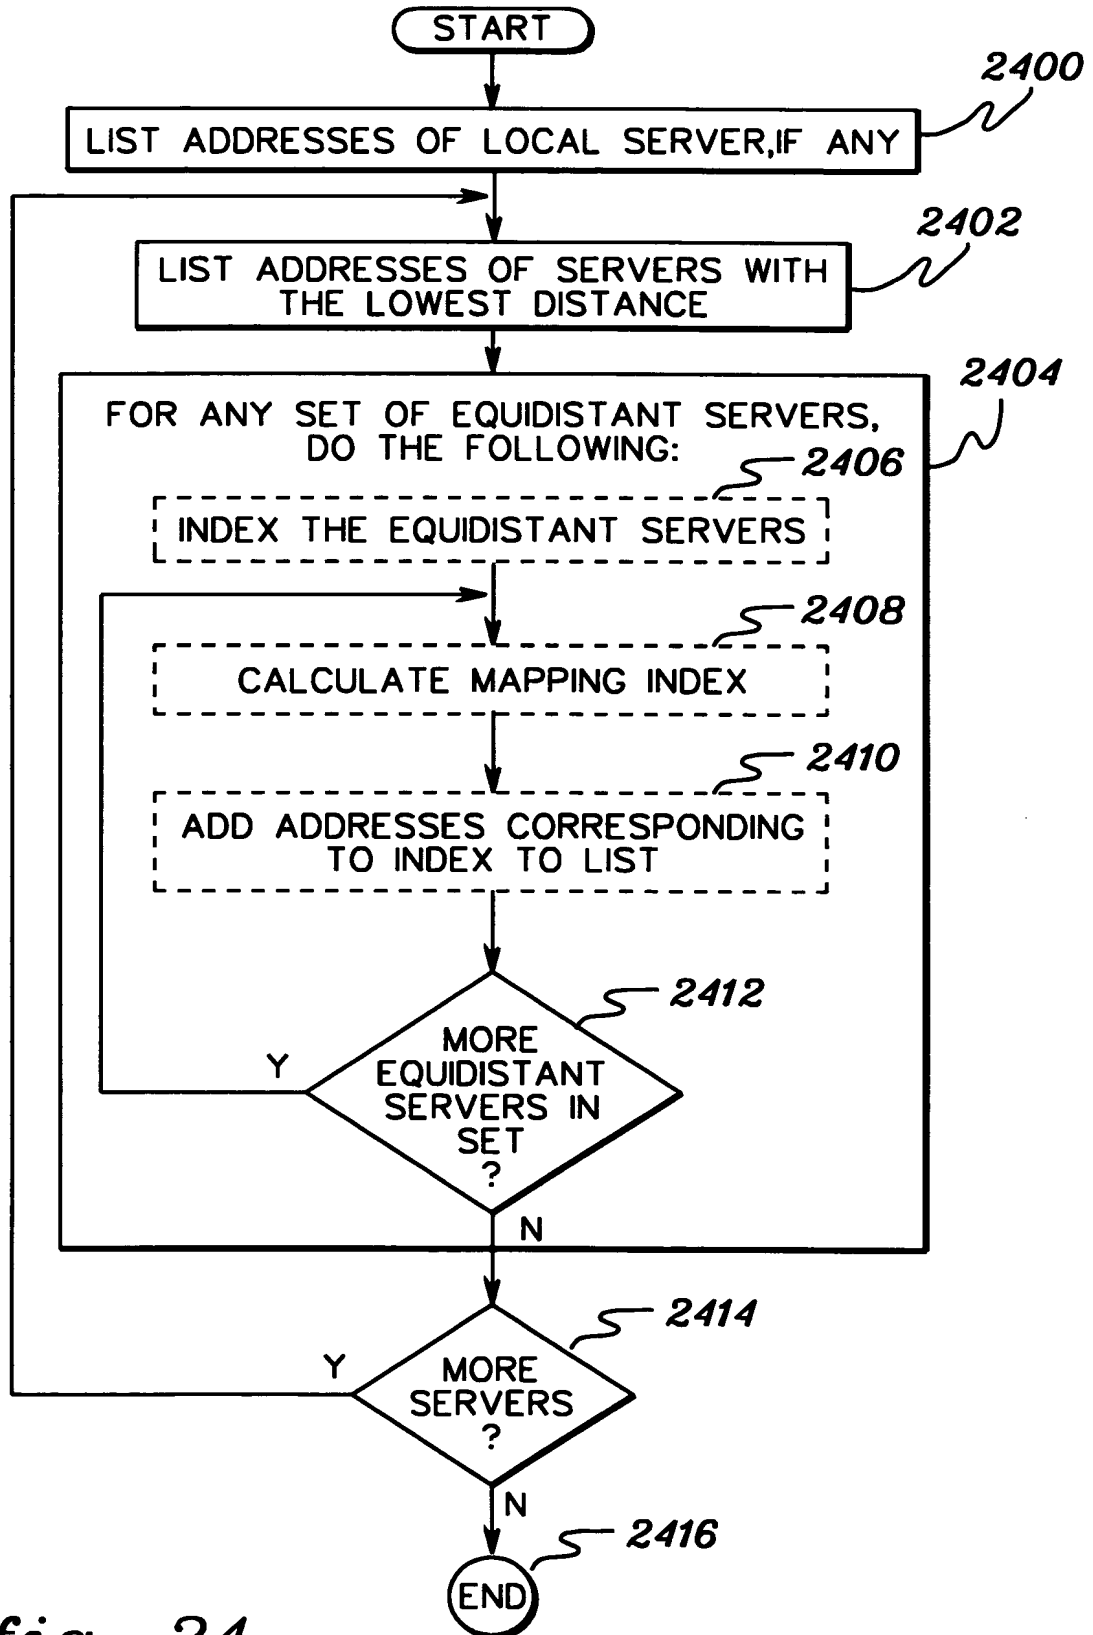 START
2400
LIST ADDRESSES OF LOCAL SERVER,IF ANY
2402
LIST ADDRESSES OF SERVERS WITH
THE LOWEST DISTANCE
2404
FOR ANY SET OF EQUIDISTANT SERVERS,
DO THE FOLLOWING:
2406
INDEX THE EQUIDISTANT SERVERS
2408
CALCULATE MAPPING INDEX
2410
ADD ADDRESSES CORRESPONDING
TO INDEX TO LIST
2412
MORE
EQUIDISTANT
SERVERS IN
SET
?
Y
N
2414
MORE
SERVERS
?
Y
N
2416
END
fig. 24